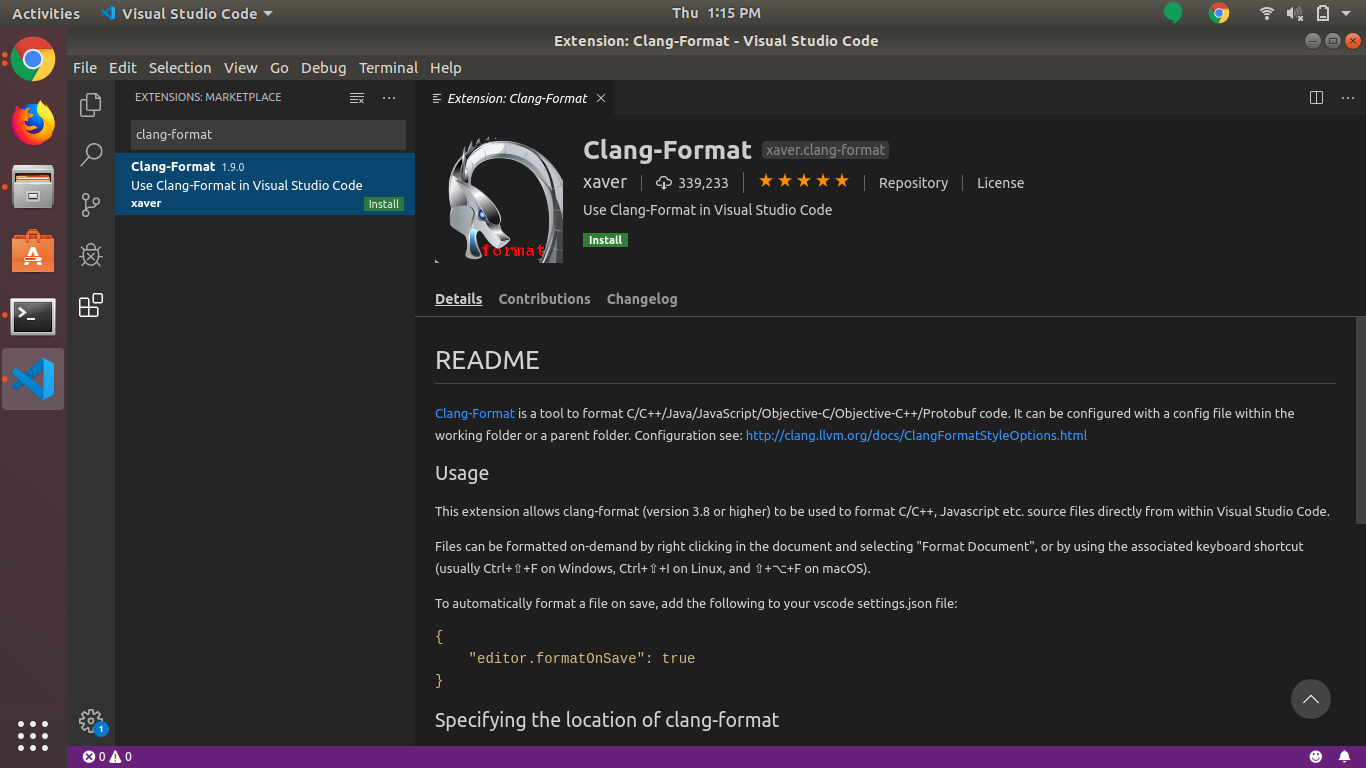 Activities Visual Studio Code Thu 1:15 PM
Extension: Clang-Format - Visual Studio Code
File Edit Selection View Go Debug Terminal Help
EXTENSIONS: MARKETPLACE
clang-format
Clang-Format 1.9.0
Use Clang-Format in Visual Studio Code
xaver Install
Extension: Clang-Format
format
Clang-Format xaver.clang-format
xaver 339,233 Repository License
Use Clang-Format in Visual Studio Code
Install
Details Contributions Changelog
README
Clang-Format is a tool to format C/C++/Java/JavaScript/Objective-C/Objective-C++/Protobuf code. It can be configured with a config file within the
working folder or a parent folder. Configuration see: http://clang.llvm.org/docs/ClangFormatStyleOptions.html
Usage
This extension allows clang-format (version 3.8 or higher) to be used to format C/C++, Javascript etc. source files directly from within Visual Studio Code.
Files can be formatted on-demand by right clicking in the document and selecting "Format Document", or by using the associated keyboard shortcut
(usually Ctrl+⇧+F on Windows, Ctrl+⇧+I on Linux, and ⇧+⌥+F on macOS).
To automatically format a file on save, add the following to your vscode settings.json file:
{
"editor.formatOnSave": true
}
Specifying the location of clang-format
1
0 0